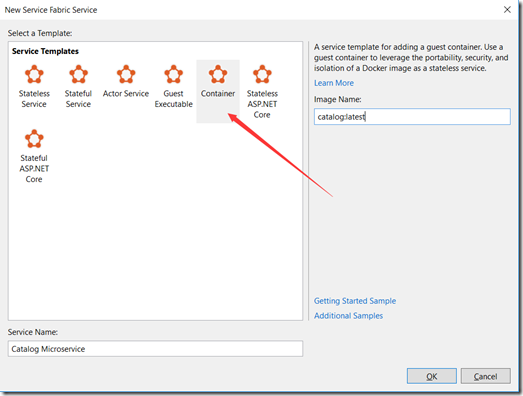 New Service Fabric Service
Select a Template:
Service Templates
Stateless
Service
Stateful
Service
Actor Service
Guest
Executable
Container
Stateless
ASP.NET
Core
Stateful
ASP.NET
Core
A service template for adding a guest container. Use a
guest container to leverage the portability, security, and
isolation of a Docker image as a stateless service.
Learn More
Image Name:
catalog:latest
Getting Started Sample
Additional Samples
Service Name:
Catalog Microservice
OK
Cancel